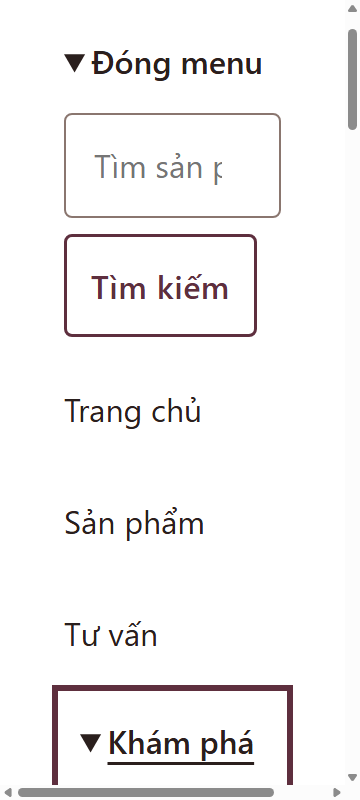 Đóng menu
Tìm sản p
Tìm kiếm
Trang chủ
Sản phẩm
Tư vấn
Khám phá